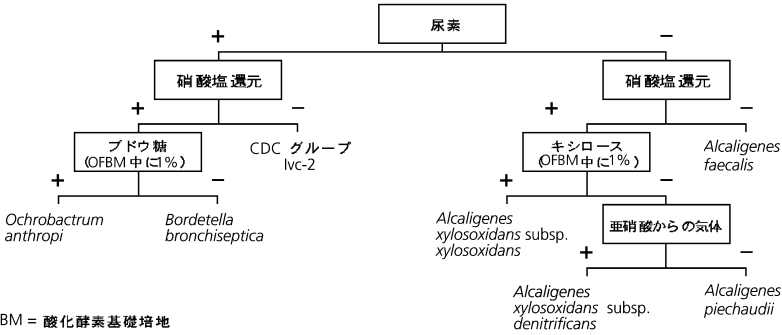 尿素
+
−
硝酸塩還元
硝酸塩還元
+
−
+
−
ブドウ糖
(OFBM中に1%)
CDC グループ
Ivc-2
キシロース
(OFBM中に1%)
Alcaligenes
faecalis
+
−
+
−
Ochrobactrum
anthropi
Bordetella
bronchiseptica
Alcaligenes
xylosoxidans subsp.
xylosoxidans
亜硝酸からの気体
+
−
Alcaligenes
xylosoxidans subsp.
denitrificans
Alcaligenes
piechaudii
BM = 酸化酵素基礎培地